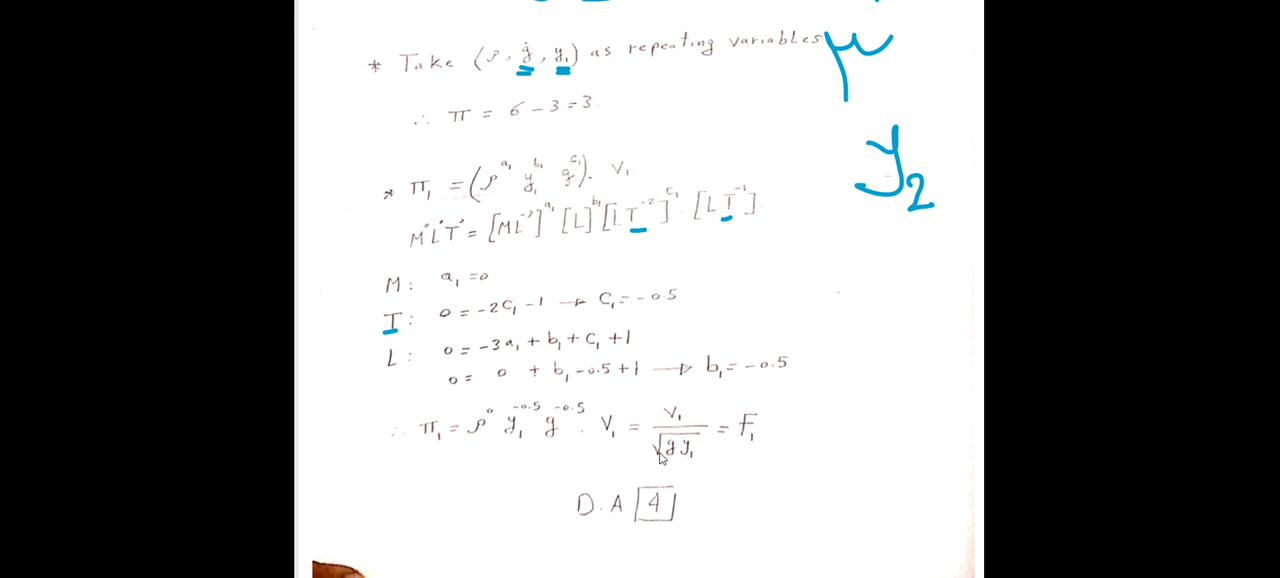 * Take (ρ, g, y₁) as repeating variables
μ
∴ π = 6 - 3 = 3
y₂
* π₁ = (ρ^a₁ y₁^b₁ g^c₁). V₁
M°L°T° = [ML⁻³]^a₁ [L]^b₁ [LT⁻²]^c₁ . [LT⁻¹]
M: a₁ = 0
T: 0 = -2C₁ - 1 → C₁ = -0.5
L: 0 = -3a₁ + b₁ + c₁ + 1
0 = 0 + b₁ - 0.5 + 1 → b₁ = -0.5
∴ π₁ = ρ⁰ y₁^-0.5 g^-0.5 . V₁ = V₁/√gy₁ = F₁
D.A 4